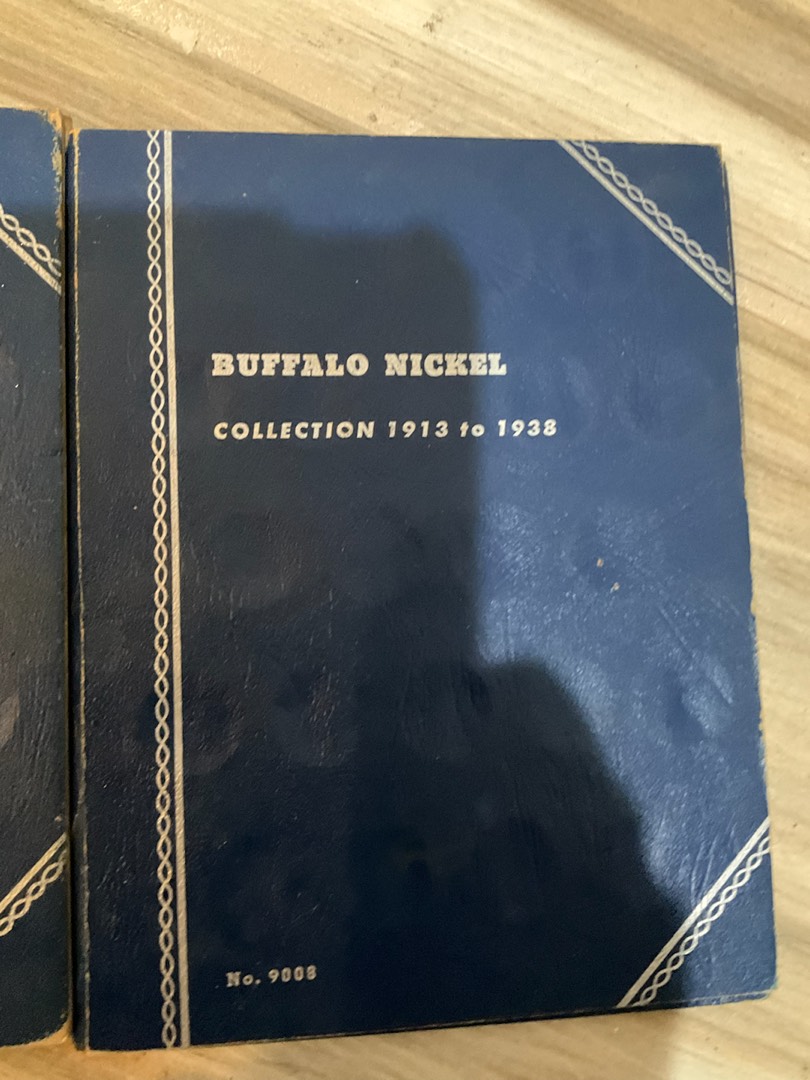 BUFFALO NICKEL
COLLECTION 1913 to 1938
No. 9008